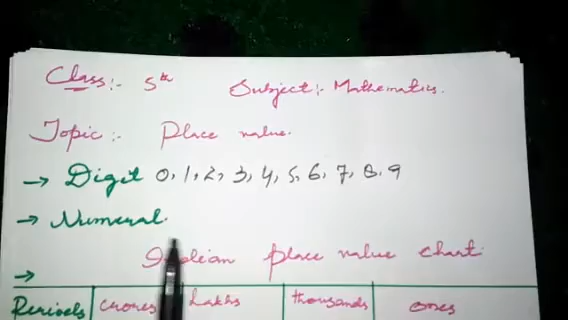 Class:- 5th Subject:- Mathematics.
Topic:- Place value.
→ Digit 0, 1, 2, 3, 4, 5, 6, 7, 8, 9
→ Numeral.
→ Indian place value chart
Periods crores Lakhs thousands ones